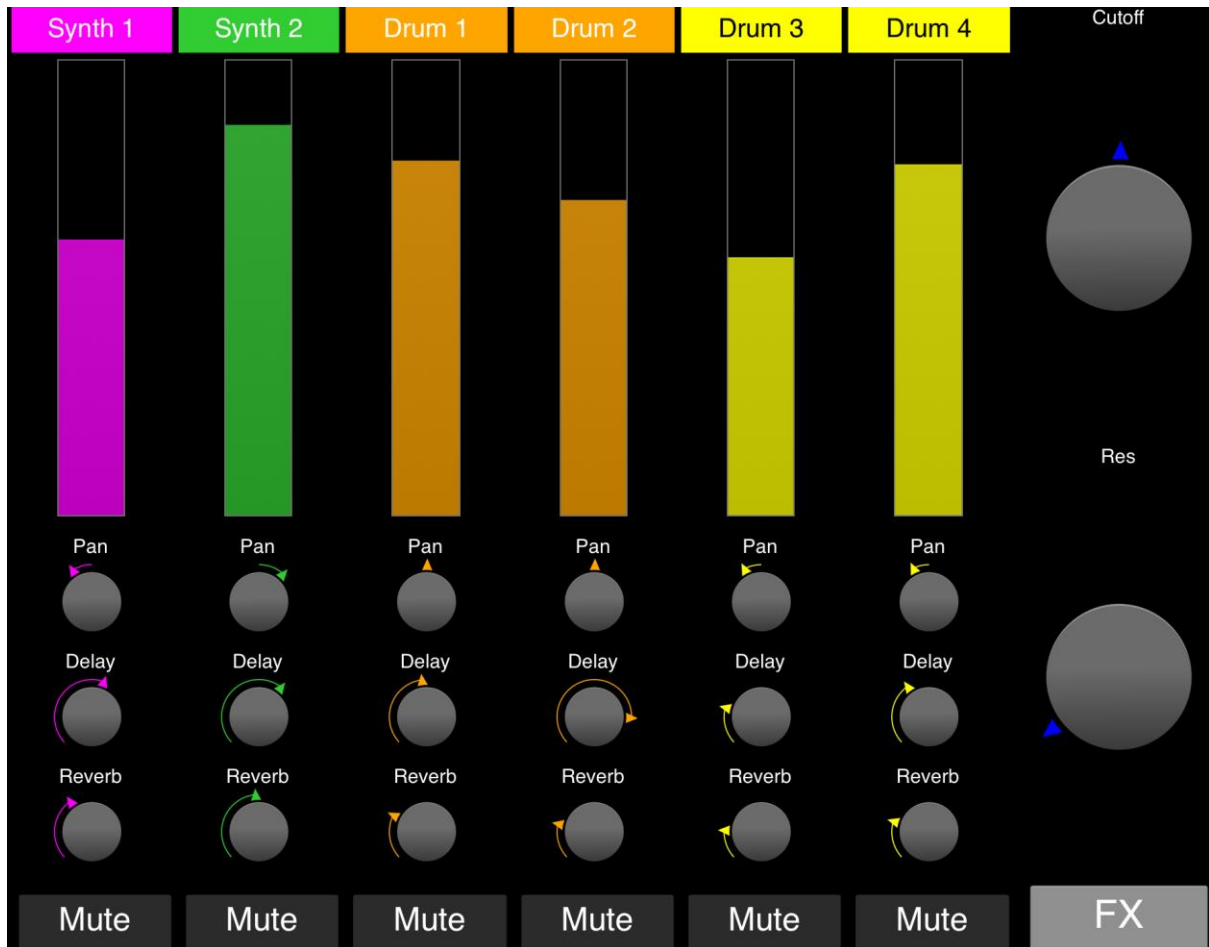 Synth 1 Synth 2 Drum 1 Drum 2 Drum 3 Drum 4 Cutoff
Res
Pan Pan Pan Pan Pan Pan
Delay Delay Delay Delay Delay Delay
Reverb Reverb Reverb Reverb Reverb Reverb
Mute Mute Mute Mute Mute Mute FX